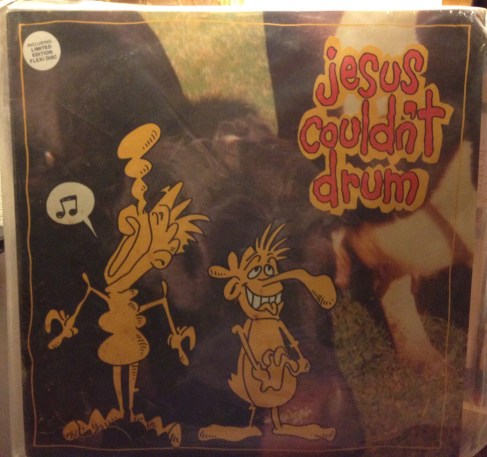 INCLUDING
LIMITED
EDITION
FLEXI DISC
jesus
couldn't
drum